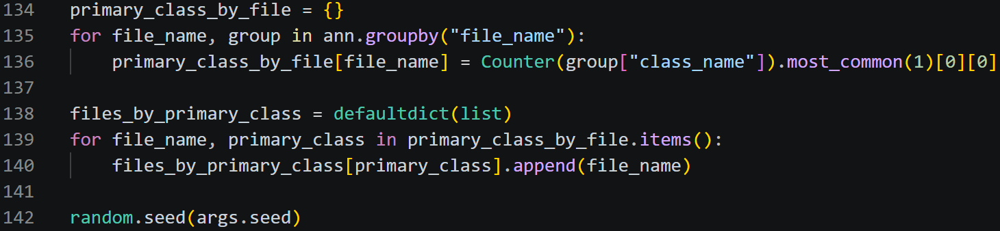 134 primary_class_by_file = {}
135 for file_name, group in ann.groupby("file_name"):
136     primary_class_by_file[file_name] = Counter(group["class_name"]).most_common(1)[0][0]
137
138 files_by_primary_class = defaultdict(list)
139 for file_name, primary_class in primary_class_by_file.items():
140     files_by_primary_class[primary_class].append(file_name)
141
142 random.seed(args.seed)